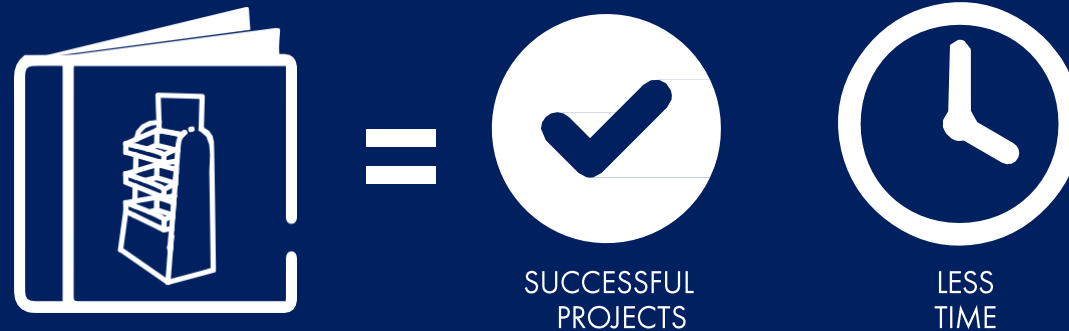 =
SUCCESSFUL
PROJECTS
LESS
TIME